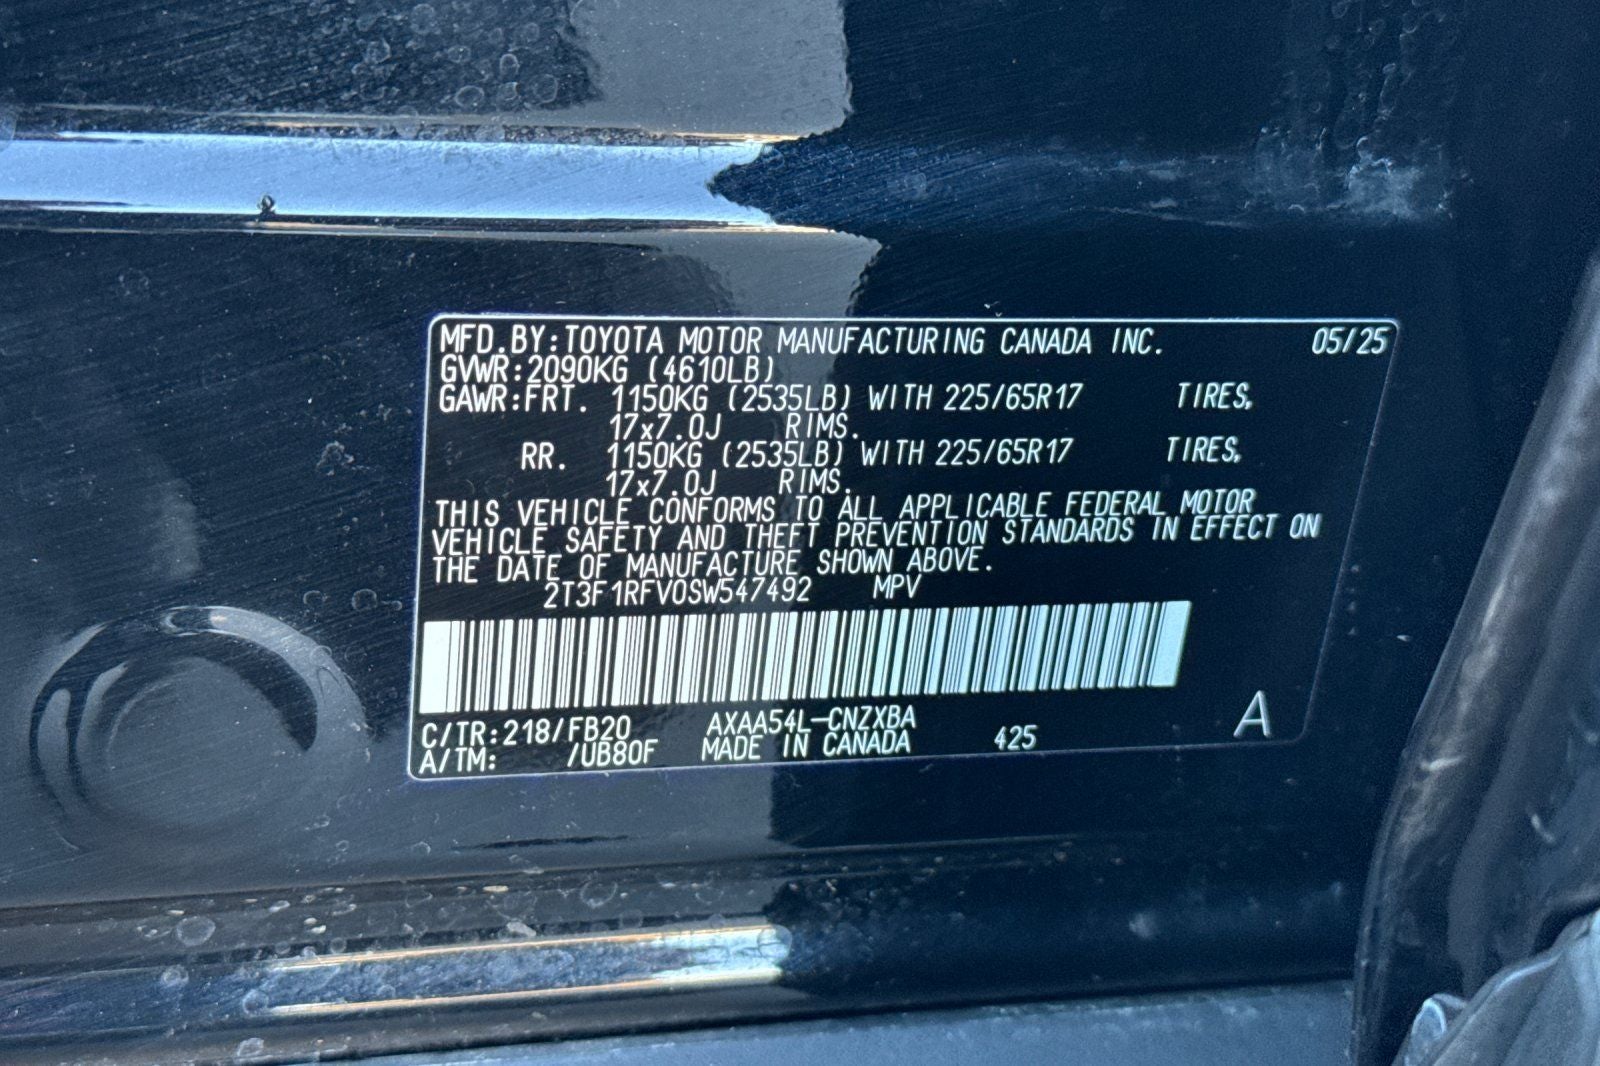 MFD.BY:TOYOTA MOTOR MANUFACTURING CANADA INC. 05/25
GVWR:2090KG (4610LB)
GAWR:FRT. 1150KG (2535LB) WITH 225/65R17 TIRES,
17x7.0J RIMS.
RR. 1150KG (2535LB) WITH 225/65R17 TIRES,
17x7.0J RIMS.
THIS VEHICLE CONFORMS TO ALL APPLICABLE FEDERAL MOTOR
VEHICLE SAFETY AND THEFT PREVENTION STANDARDS IN EFFECT ON
THE DATE OF MANUFACTURE SHOWN ABOVE.
2T3F1RFV0SW547492 MPV
C/TR:218/FB20 AXAA54L-CNZXBA
A/TM: /UB80F MADE IN CANADA 425 A